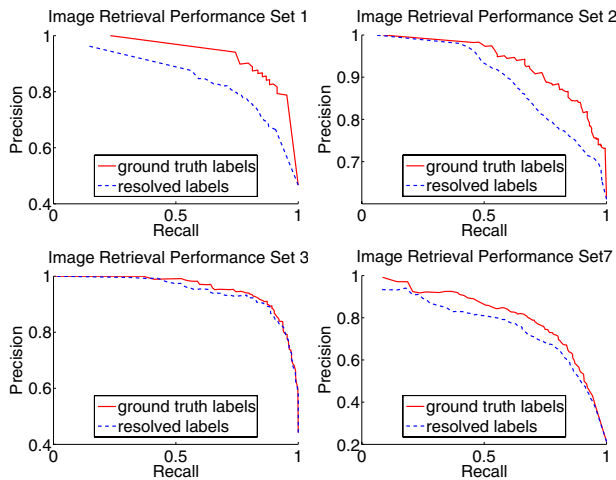 Image Retrieval Performance Set 1
Precision
1
0.8
0.6
0.4
0
0.5
1
Recall
ground truth labels
resolved labels
Image Retrieval Performance Set 2
Precision
1
0.9
0.8
0.7
0
0.5
1
Recall
ground truth labels
resolved labels
Image Retrieval Performance Set 3
Precision
1
0.8
0.6
0.4
0
0.5
1
Recall
ground truth labels
resolved labels
Image Retrieval Performance Set7
Precision
1
0.8
0.6
0.4
0.2
0
0.5
1
Recall
ground truth labels
resolved labels